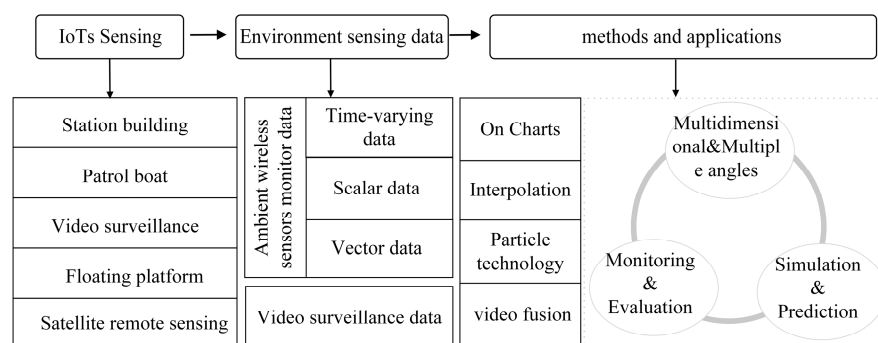 IoTs Sensing
Environment sensing data
methods and applications
Station building
Patrol boat
Video surveillance
Floating platform
Satellite remote sensing
Ambient wireless
sensors monitor data
Time-varying
data
Scalar data
Vector data
Video surveillance data
On Charts
Interpolation
Particle
technology
video fusion
Multidimensi
onal&Multipl
e angles
Monitoring
&
Evaluation
Simulation
&
Prediction